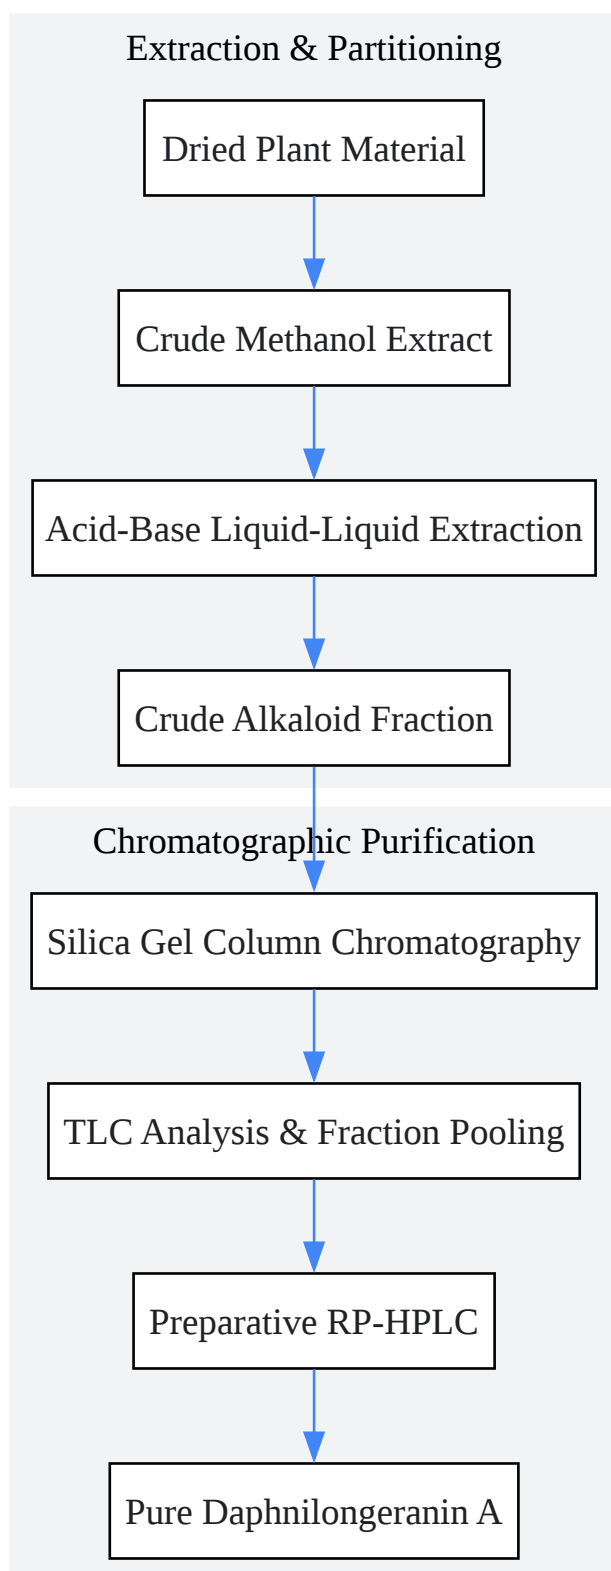 Extraction & Partitioning
Dried Plant Material
Crude Methanol Extract
Acid-Base Liquid-Liquid Extraction
Crude Alkaloid Fraction
Chromatographic Purification
Silica Gel Column Chromatography
TLC Analysis & Fraction Pooling
Preparative RP-HPLC
Pure Daphnilongeranin A